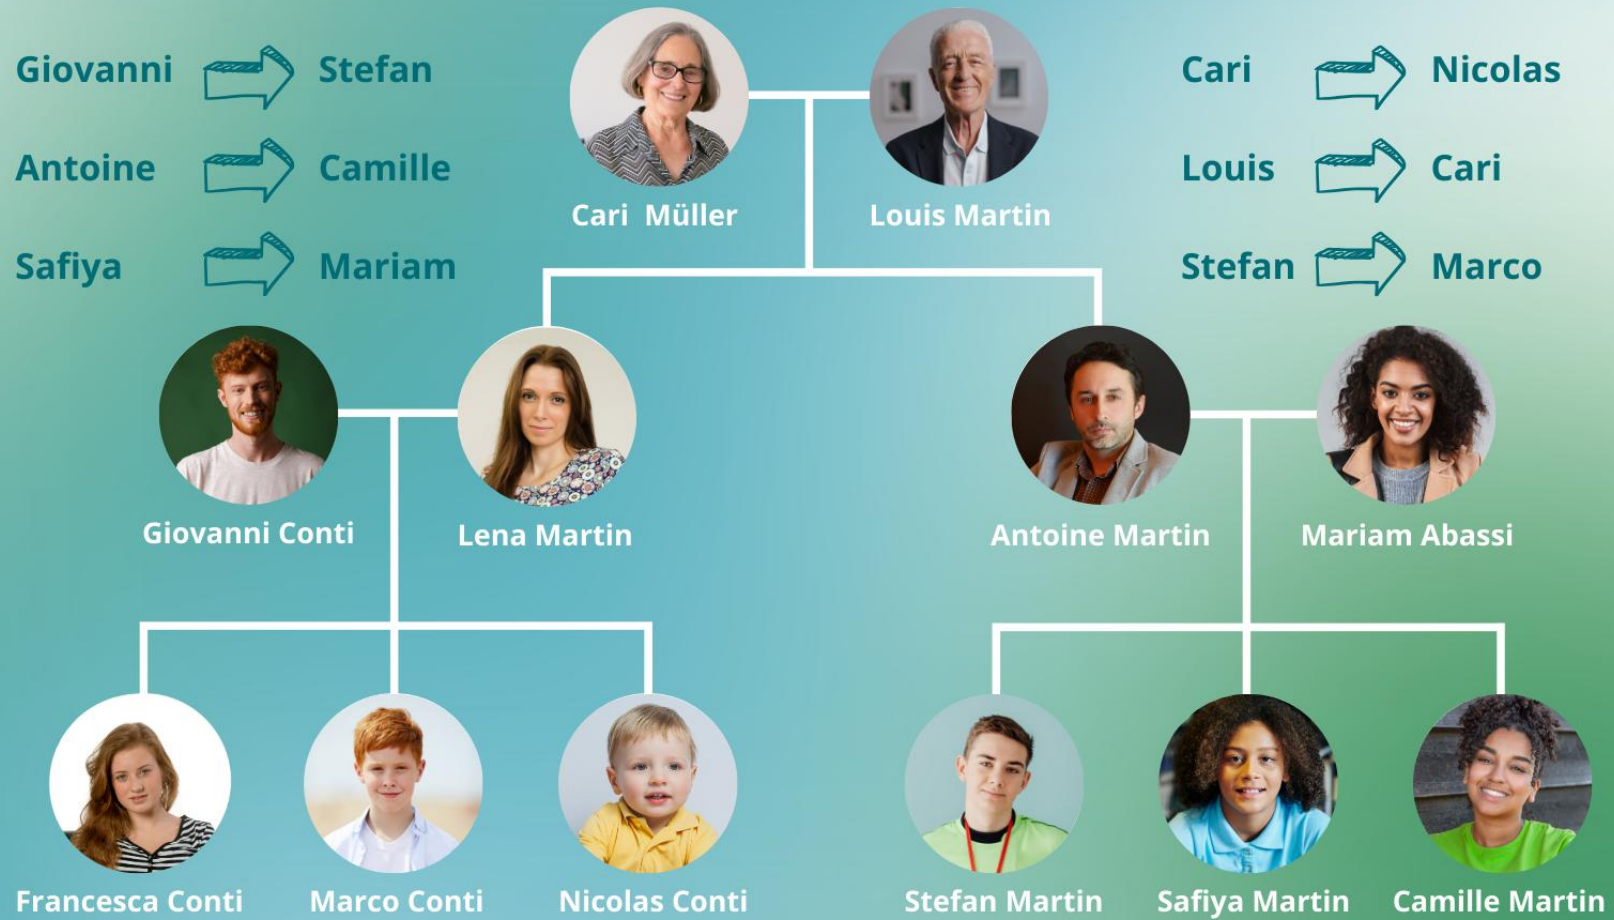 Giovanni Stefan
Antoine Camille
Safiya Mariam
Cari Nicolas
Louis Cari
Stefan Marco
Cari Müller
Louis Martin
Giovanni Conti
Lena Martin
Antoine Martin
Mariam Abassi
Francesca Conti
Marco Conti
Nicolas Conti
Stefan Martin
Safiya Martin
Camille Martin